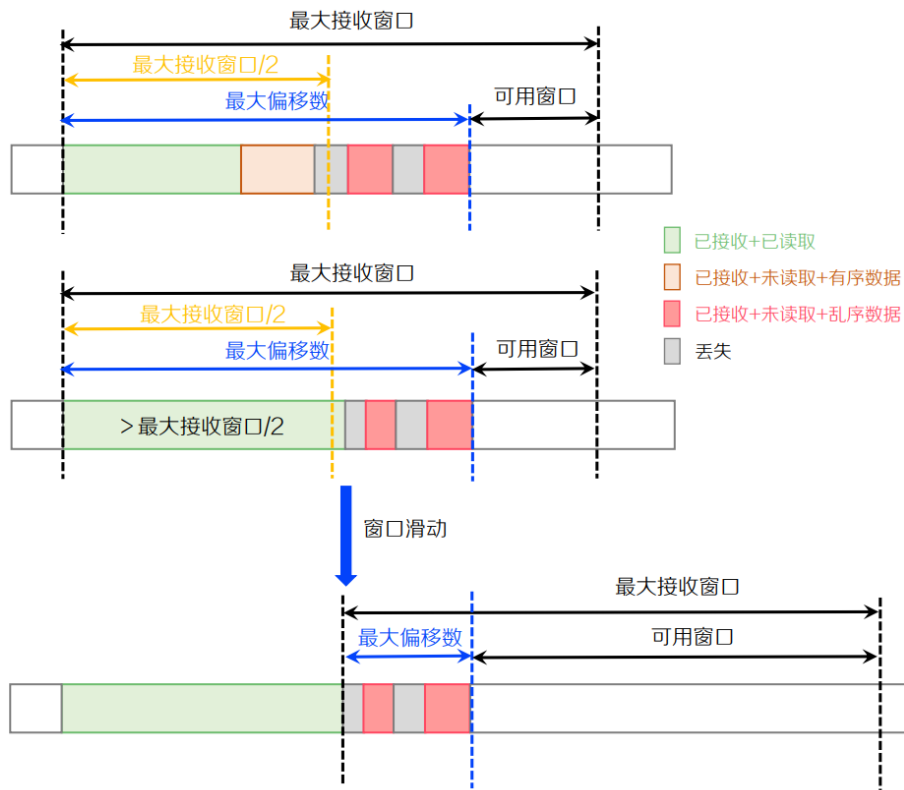 最大接收窗口
最大接收窗口/2
最大偏移数
可用窗口
已接收+已读取
已接收+未读取+有序数据
已接收+未读取+乱序数据
丢失
最大接收窗口
最大接收窗口/2
最大偏移数
可用窗口
>最大接收窗口/2
窗口滑动
最大接收窗口
最大偏移数
可用窗口